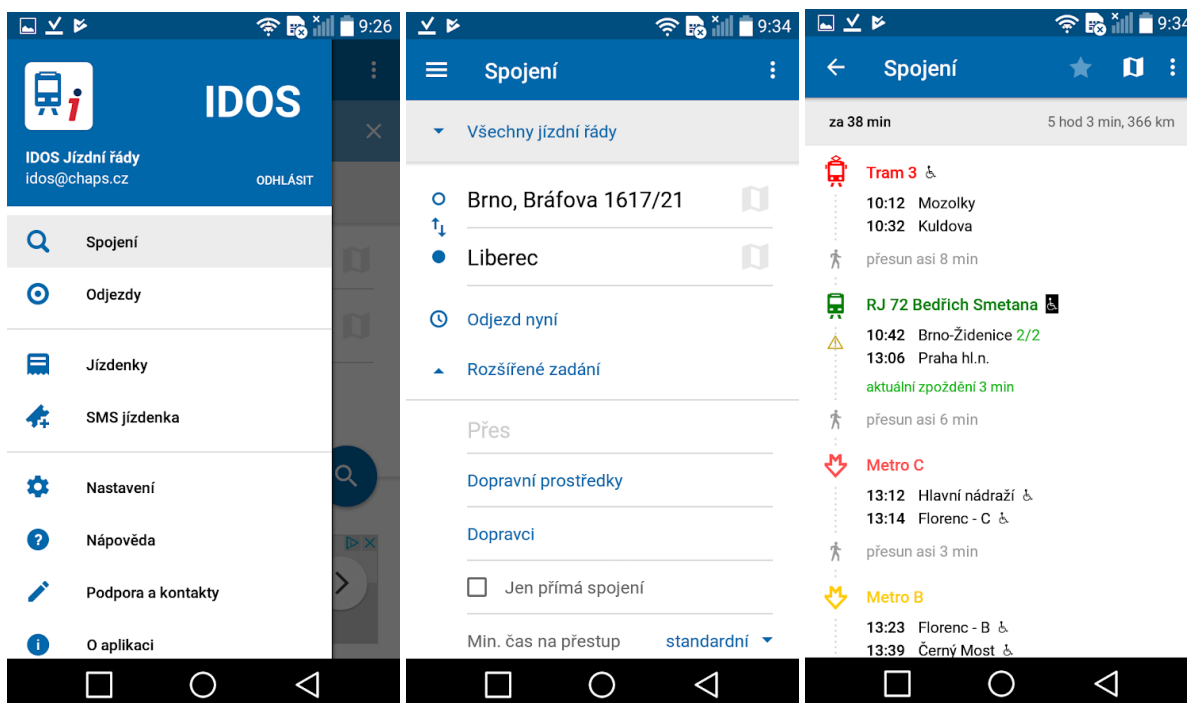 9:26
IDOS
IDOS Jízdní řády
idos@chaps.cz
ODHLÁSIT
Spojení
Odjezdy
Jízdenky
SMS jízdenka
Nastavení
Nápověda
Podpora a kontakty
O aplikaci
9:34
Spojení
Všechny jízdní řády
Brno, Bráfova 1617/21
Liberec
Odjezd nyní
Rozšířené zadání
Přes
Dopravní prostředky
Dopravci
Jen přímá spojení
Min. čas na přestup standardní
9:34
Spojení
za 38 min 5 hod 3 min, 366 km
Tram 3
10:12 Mozolky
10:32 Kuldova
přesun asi 8 min
RJ 72 Bedřich Smetana
10:42 Brno-Židenice 2/2
13:06 Praha hl.n.
aktuální zpoždění 3 min
přesun asi 6 min
Metro C
13:12 Hlavní nádraží
13:14 Florenc - C
přesun asi 3 min
Metro B
13:23 Florenc - B
13:39 Černý Most